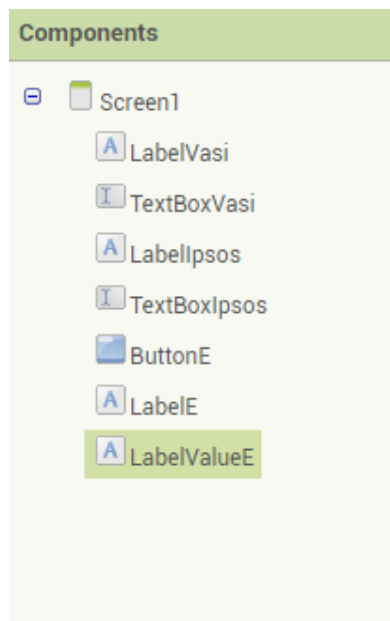 Components
Screen1
LabelVasi
TextBoxVasi
LabelIpsos
TextBoxIpsos
ButtonE
LabelE
LabelValueE